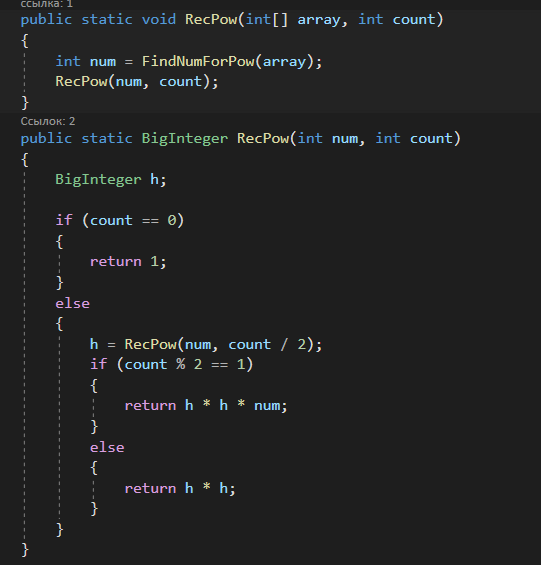 ссылка: 1
public static void RecPow(int[] array, int count)
{
    int num = FindNumForPow(array);
    RecPow(num, count);
}
Ссылок: 2
public static BigInteger RecPow(int num, int count)
{
    BigInteger h;
    if (count == 0)
    {
        return 1;
    }
    else
    {
        h = RecPow(num, count / 2);
        if (count % 2 == 1)
        {
            return h * h * num;
        }
        else
        {
            return h * h;
        }
    }
}